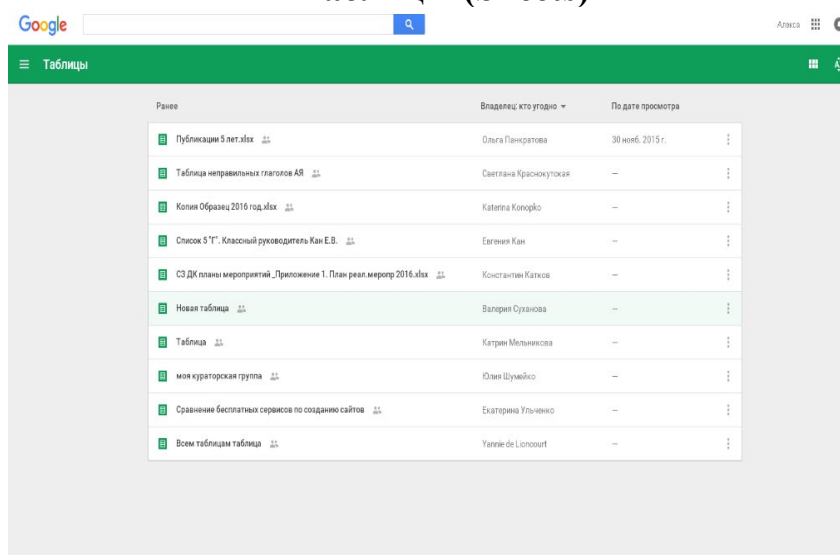 Google Алекса
Таблицы
Ранее Владелец: кто угодно По дате просмотра
Публикации 5 лет.xlsx Ольга Панкратова 30 нояб. 2015 г.
Таблица неправильных глаголов АЯ Светлана Краснокутская —
Копия Образец 2016 год.xlsx Katerina Konopko —
Список 5 "Г". Классный руководитель Кан Е.В. Евгения Кан —
СЗ ДК планы мероприятий _Приложение 1. План реал.меропр 2016.xlsx Константин Катков —
Новая таблица Валерия Суханова —
Таблица Катрин Мельникова —
моя кураторская группа Юлия Шумейко —
Сравнение бесплатных сервисов по созданию сайтов Екатерина Ульченко —
Всем таблицам таблица Yannie de Lioncourt —